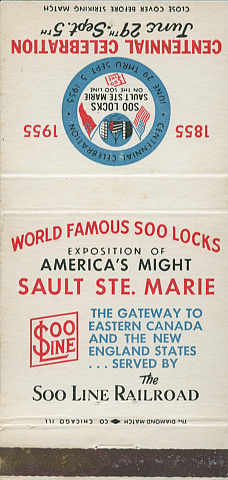 CLOSE COVER BEFORE STRIKING MATCH
June 29TH - Sept. 5TH
CENTENNIAL CELEBRATION
1855 1955
JUNE 29 THRU SEPT. 5, 1955
CENTENNIAL CELEBRATION
SOO LINE
ON THE SOO LINE
SAULT STE MARIE
SOO LOCKS
WORLD FAMOUS SOO LOCKS
EXPOSITION OF
AMERICA'S MIGHT
SAULT STE. MARIE
SOO LINE
THE GATEWAY TO
EASTERN CANADA
AND THE NEW
ENGLAND STATES
. . . SERVED BY
The
SOO LINE RAILROAD
THE DIAMOND MATCH CO CHICAGO ILL